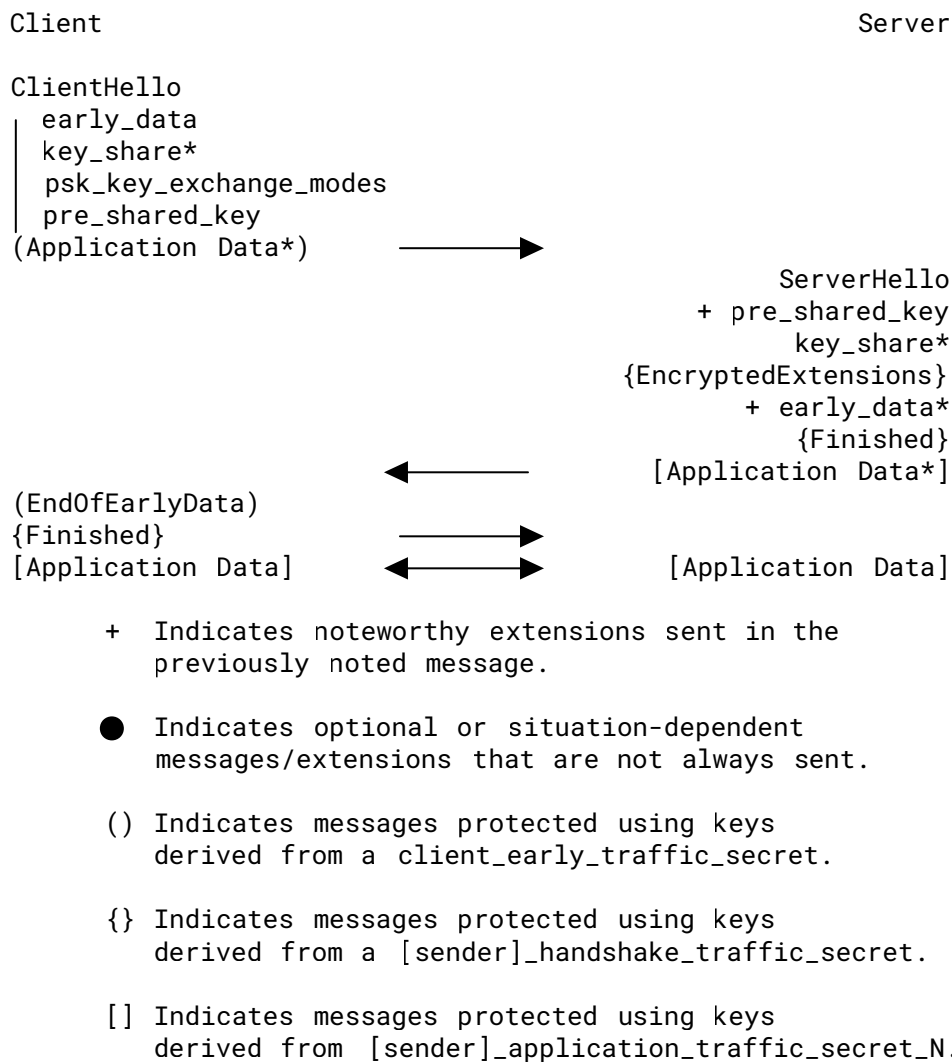 Client Server
ClientHello
early_data
key_share*
psk_key_exchange_modes
pre_shared_key
(Application Data*)
ServerHello
+ pre_shared_key
key_share*
{EncryptedExtensions}
+ early_data*
{Finished}
[Application Data*]
(EndOfEarlyData)
{Finished}
[Application Data] [Application Data]
+ Indicates noteworthy extensions sent in the
previously noted message.
● Indicates optional or situation-dependent
messages/extensions that are not always sent.
() Indicates messages protected using keys
derived from a client_early_traffic_secret.
{} Indicates messages protected using keys
derived from a [sender]_handshake_traffic_secret.
[] Indicates messages protected using keys
derived from [sender]_application_traffic_secret_N.